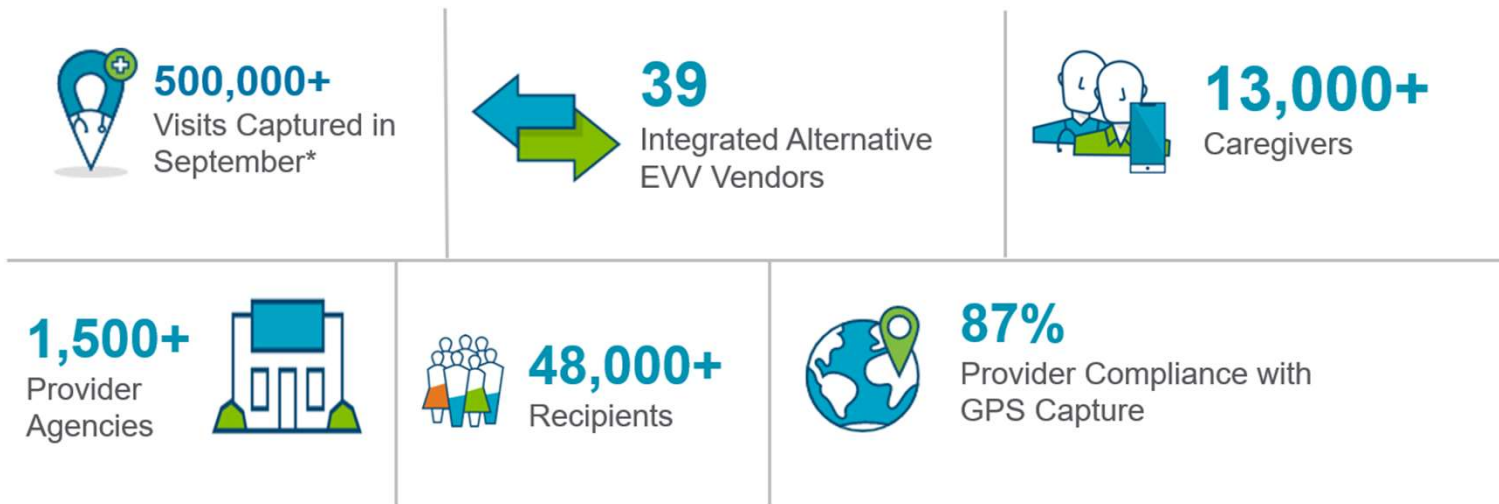 500,000+
Visits Captured in
September*
39
Integrated Alternative
EVV Vendors
13,000+
Caregivers
1,500+
Provider
Agencies
48,000+
Recipients
87%
Provider Compliance with
GPS Capture